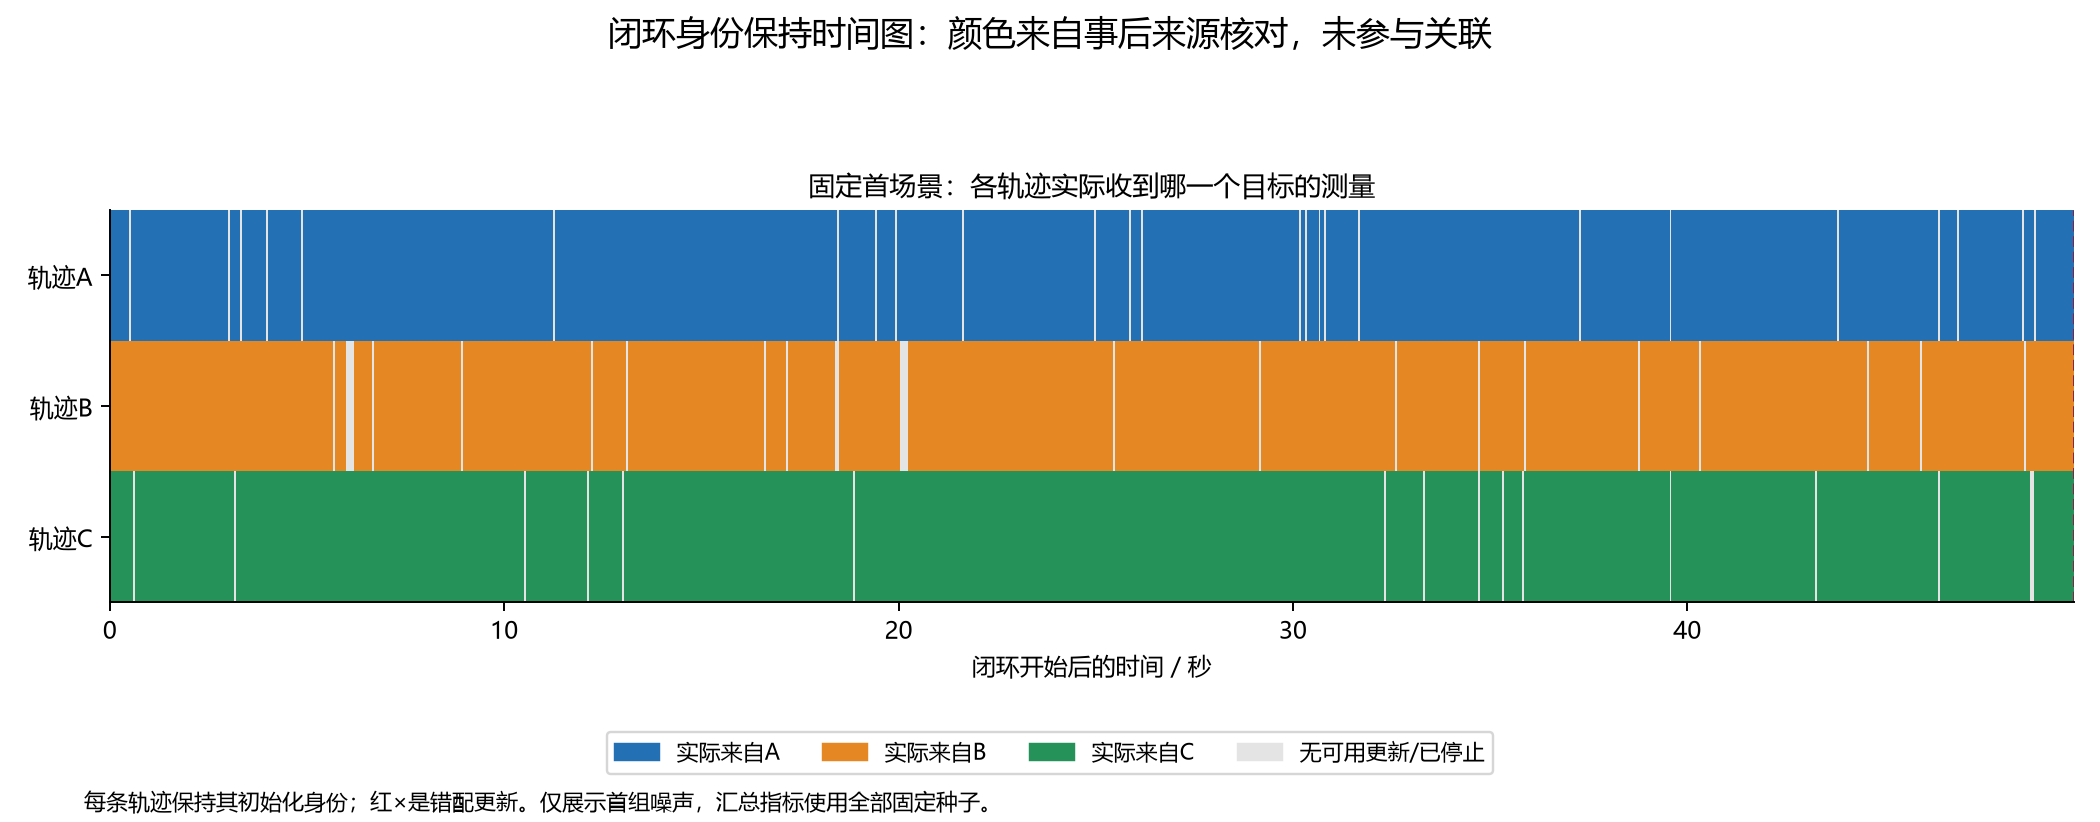 闭环身份保持时间图：颜色来自事后来源核对，未参与关联
固定首场景：各轨迹实际收到哪一个目标的测量
轨迹A
轨迹B
轨迹C
0 10 20 30 40
闭环开始后的时间 / 秒
实际来自A 实际来自B 实际来自C 无可用更新/已停止
每条轨迹保持其初始化身份；红×是错配更新。仅展示首组噪声，汇总指标使用全部固定种子。